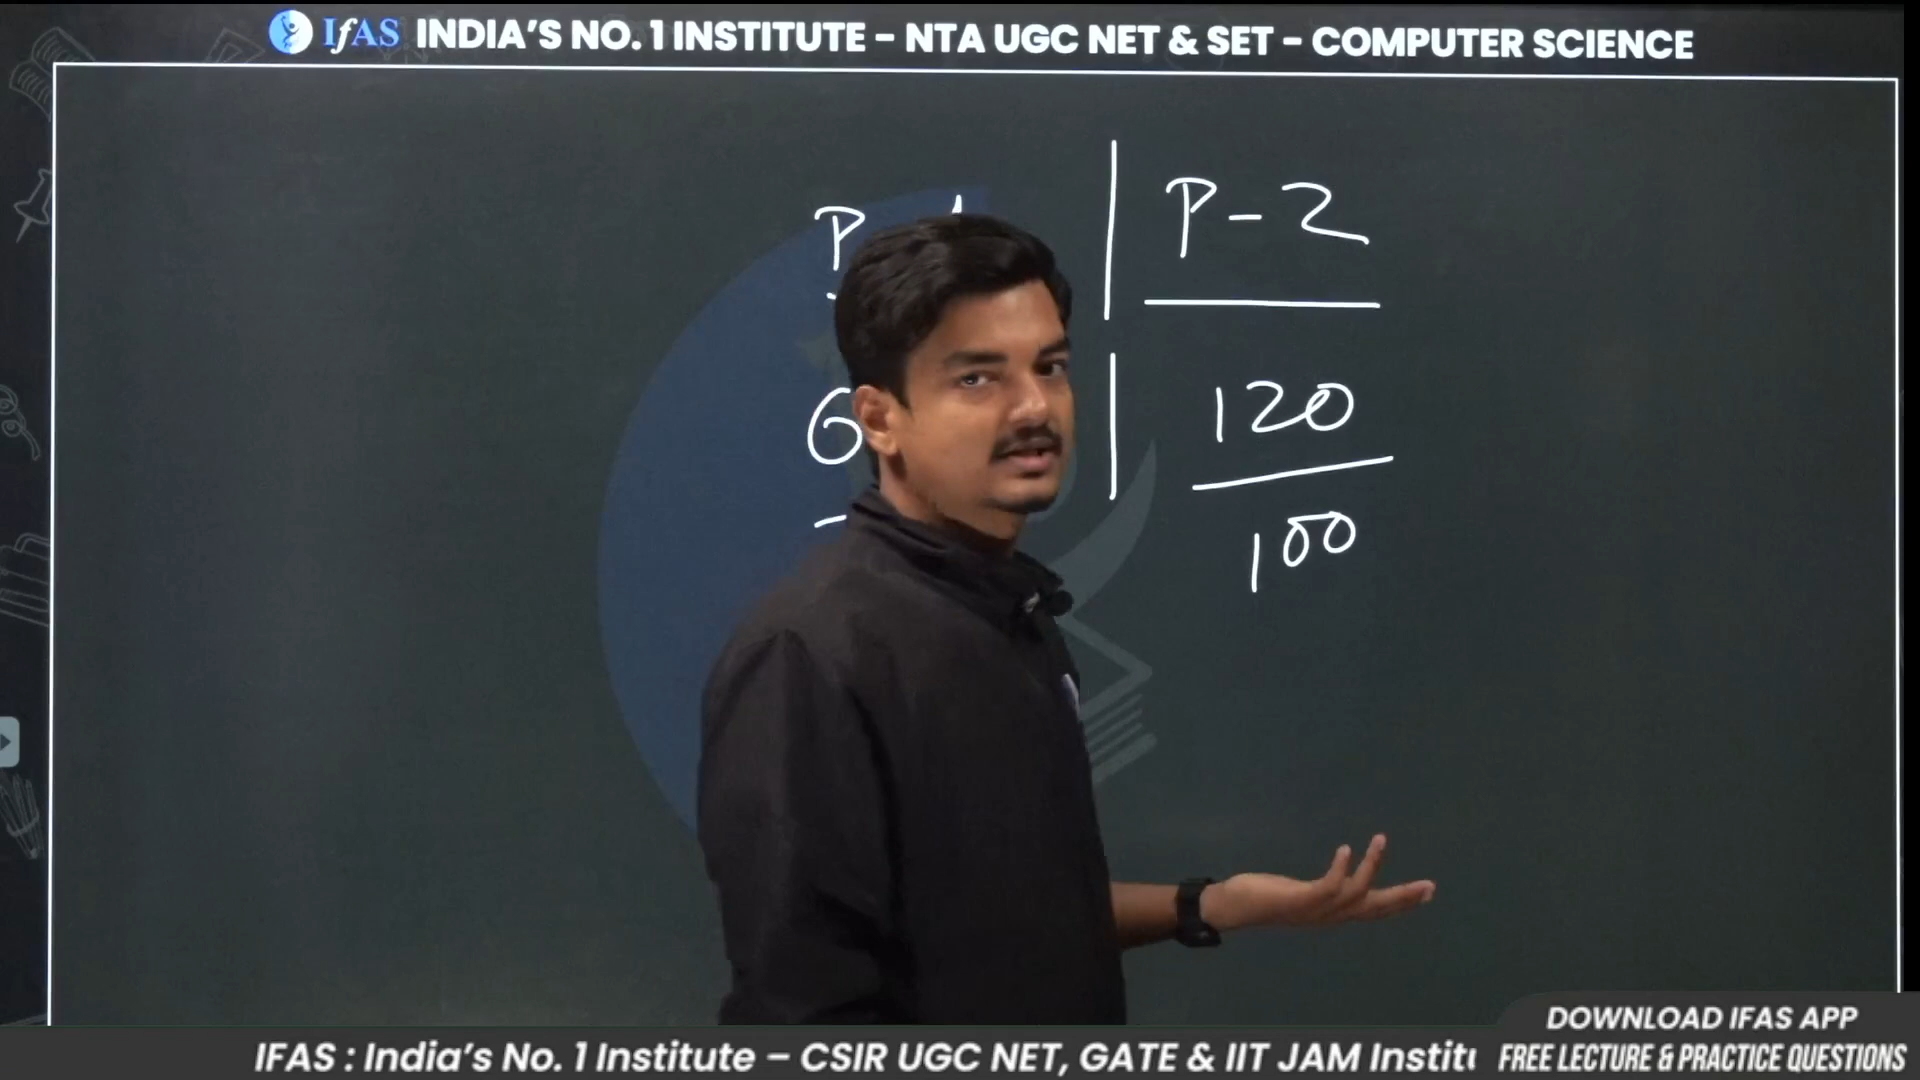 IfAS INDIA'S NO. 1 INSTITUTE – NTA UGC NET & SET – COMPUTER SCIENCE
P P - 2
120
100
DOWNLOAD IFAS APP
IFAS : India's No. 1 Institute – CSIR UGC NET, GATE & IIT JAM Institu FREE LECTURE & PRACTICE QUESTIONS